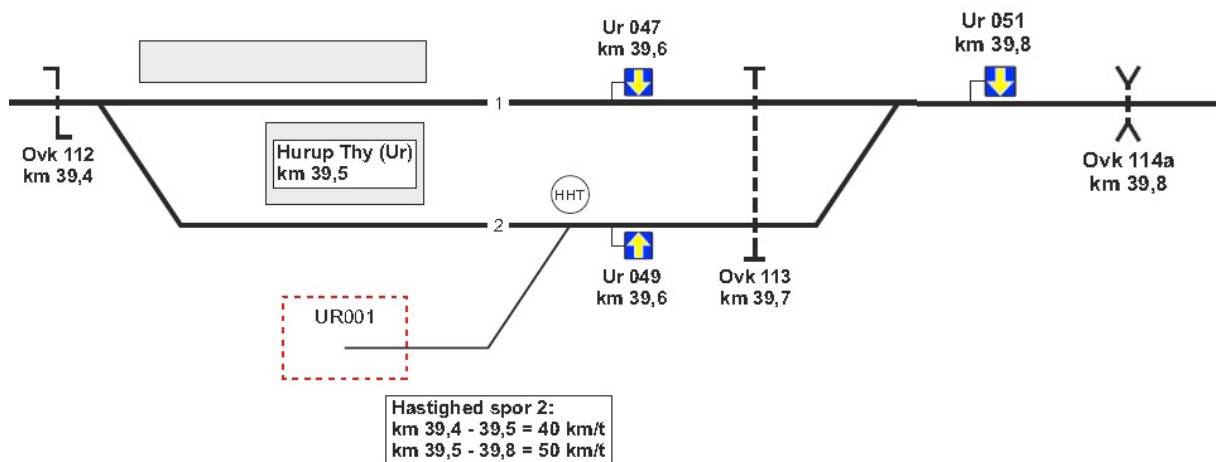 Ur 047
km 39,6
Ur 051
km 39,8
1
Ovk 112
km 39,4
Hurup Thy (Ur)
km 39,5
HHT
Ovk 114a
km 39,8
2
Ur 049
km 39,6
Ovk 113
km 39,7
UR001
Hastighed spor 2:
km 39,4 - 39,5 = 40 km/t
km 39,5 - 39,8 = 50 km/t